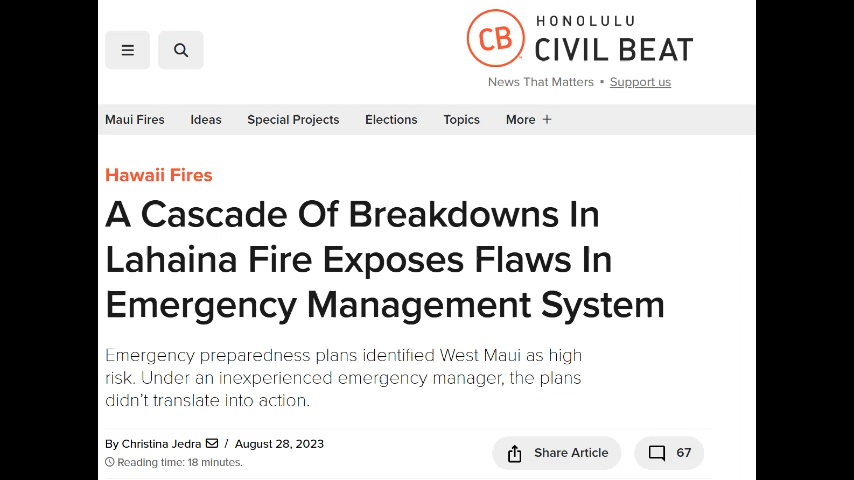 HONOLULU
CB CIVIL BEAT
News That Matters • Support us
Maui Fires Ideas Special Projects Elections Topics More +
Hawaii Fires
A Cascade Of Breakdowns In
Lahaina Fire Exposes Flaws In
Emergency Management System
Emergency preparedness plans identified West Maui as high
risk. Under an inexperienced emergency manager, the plans
didn’t translate into action.
By Christina Jedra / August 28, 2023
Reading time: 18 minutes.
Share Article 67